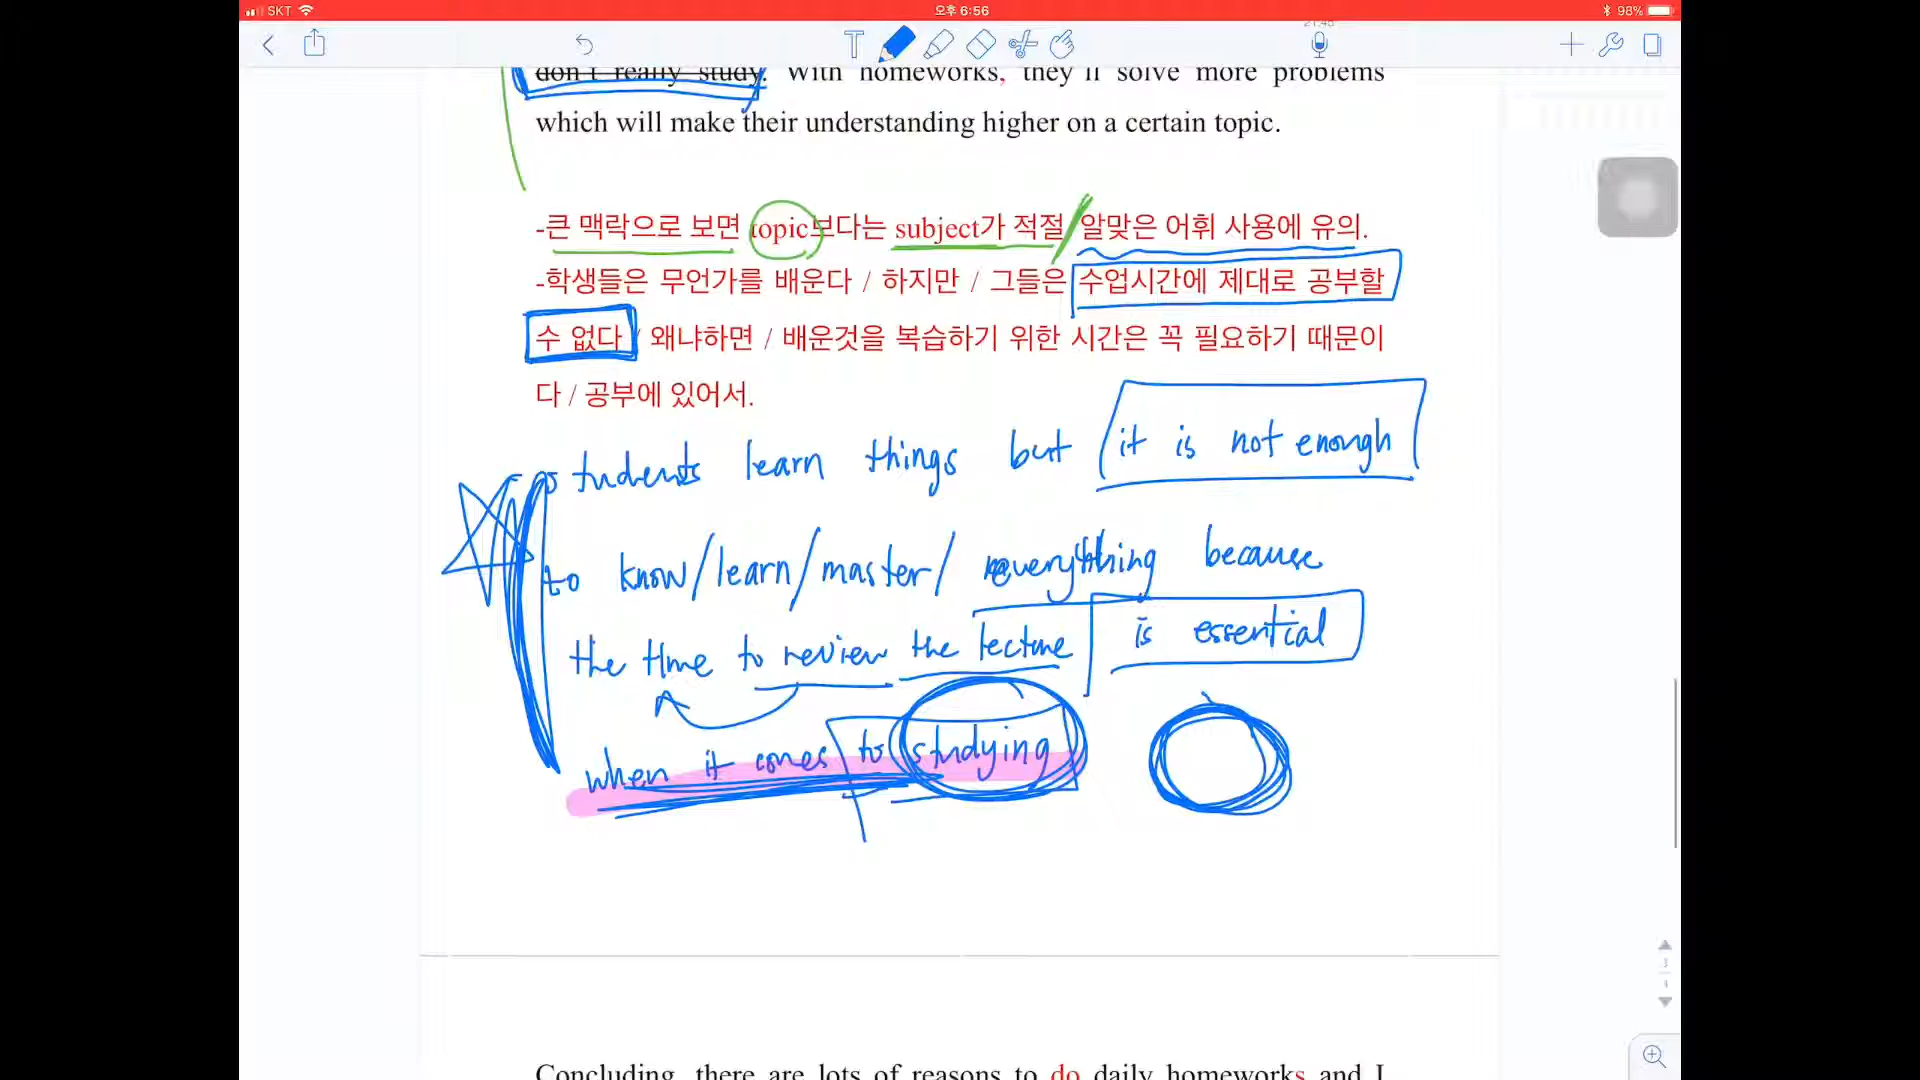 SKT
오후 6:56
98%
don't really study. With homeworks, they'll solve more problems
which will make their understanding higher on a certain topic.
-큰 맥락으로 보면 topic보다는 subject가 적절/ 알맞은 어휘 사용에 유의.
-학생들은 무언가를 배운다 / 하지만 / 그들은 수업시간에 제대로 공부할
수 없다 / 왜냐하면 / 배운것을 복습하기 위한 시간은 꼭 필요하기 때문이
다 / 공부에 있어서.
students learn things but it is not enough
to know/learn/master/ everything because
the time to review the lecture is essential
when it comes to studying
3
4
Concluding, there are lots of reasons to do daily homeworks and I